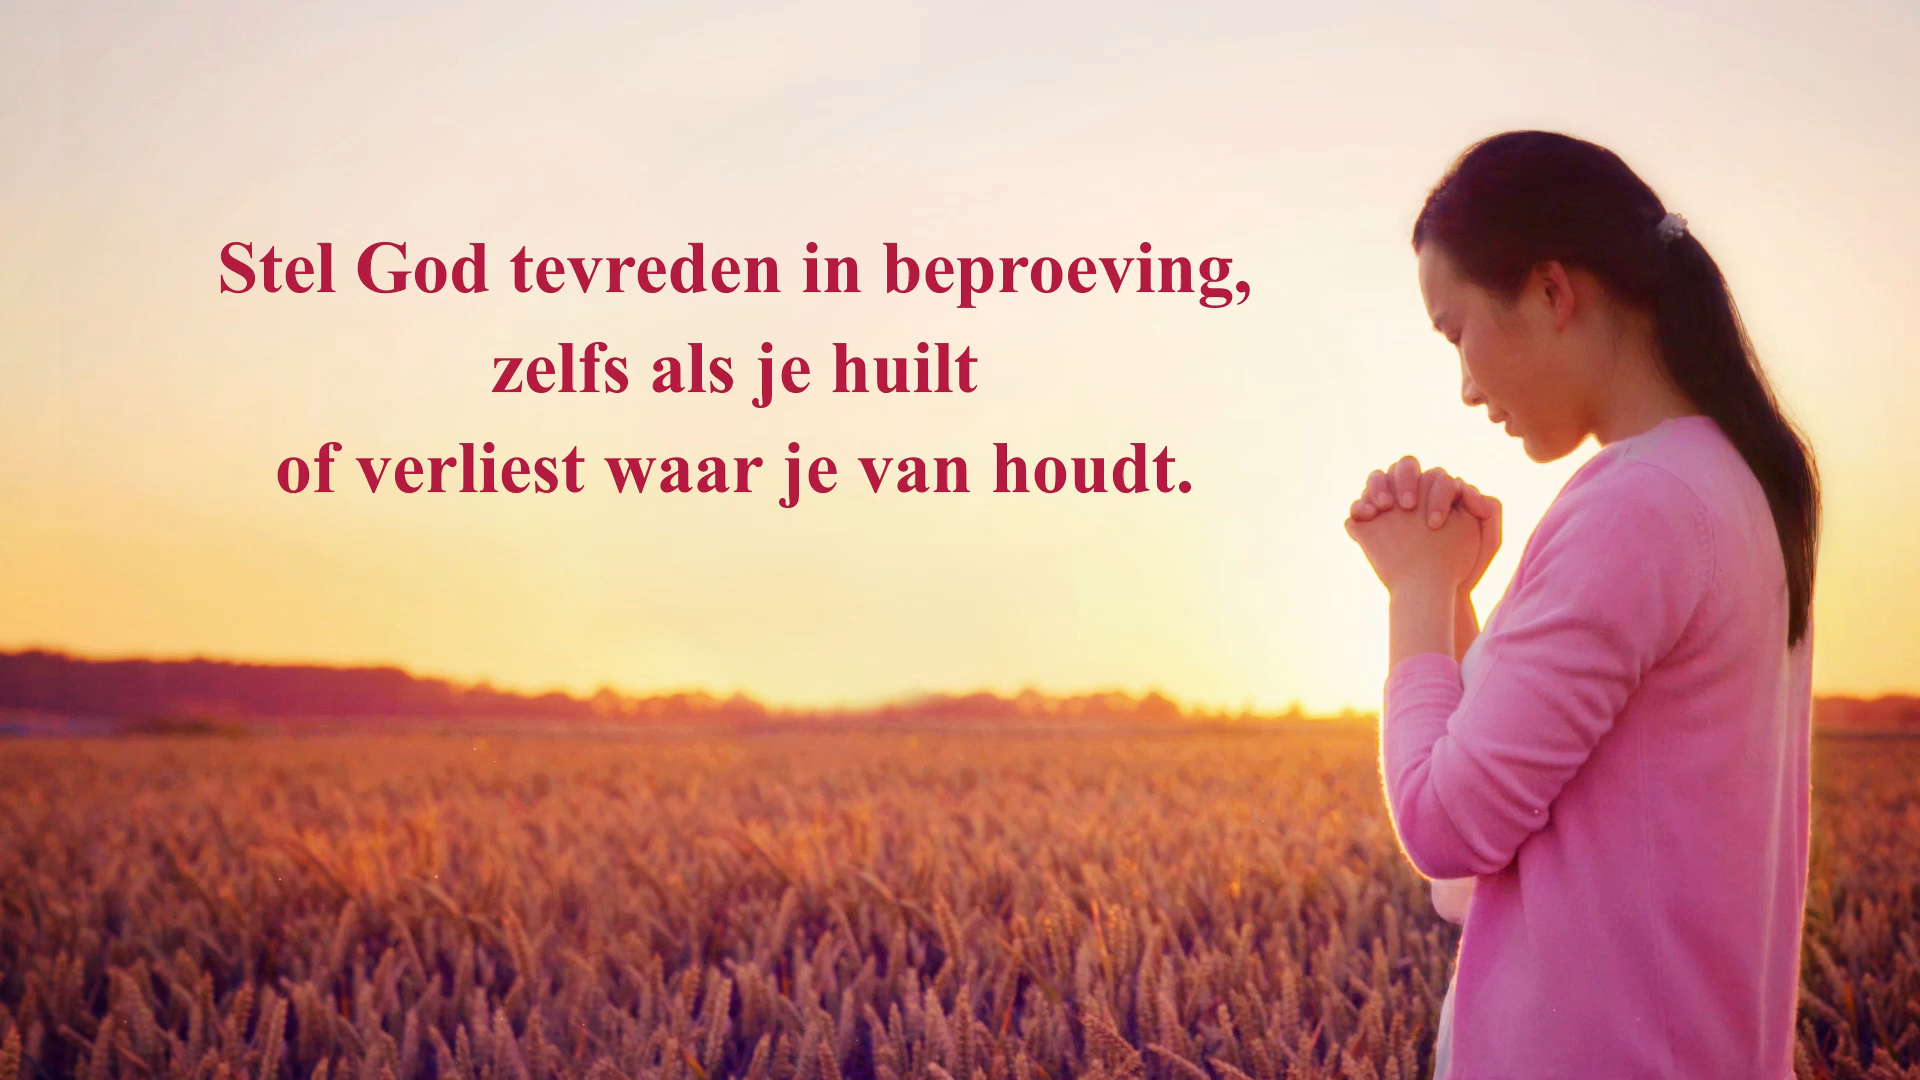 Stel God tevreden in beproeving,
zelfs als je huilt
of verliest waar je van houdt.